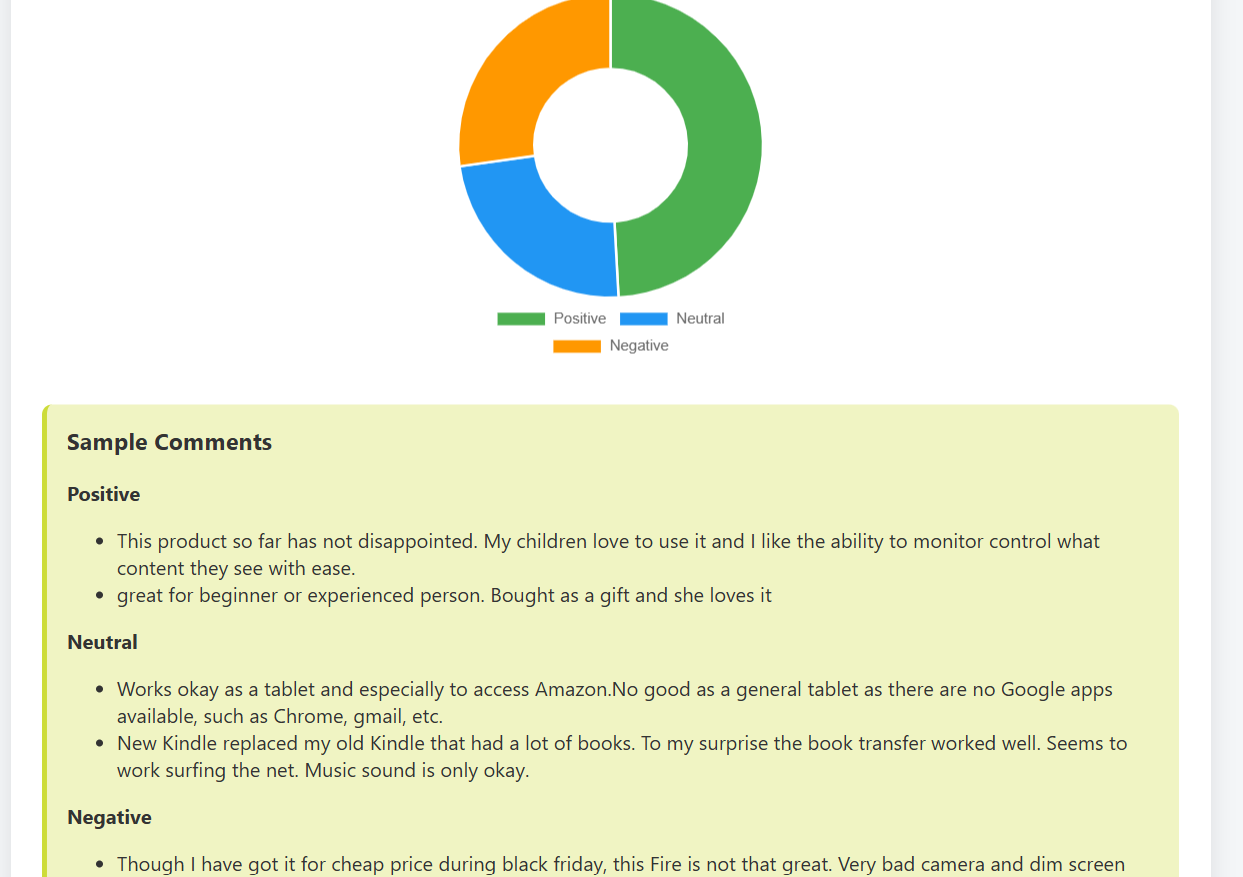 Positive Neutral
Negative
Sample Comments
Positive
This product so far has not disappointed. My children love to use it and I like the ability to monitor control what
content they see with ease.
great for beginner or experienced person. Bought as a gift and she loves it
Neutral
Works okay as a tablet and especially to access Amazon.No good as a general tablet as there are no Google apps
available, such as Chrome, gmail, etc.
New Kindle replaced my old Kindle that had a lot of books. To my surprise the book transfer worked well. Seems to
work surfing the net. Music sound is only okay.
Negative
Though I have got it for cheap price during black friday, this Fire is not that great. Very bad camera and dim screen